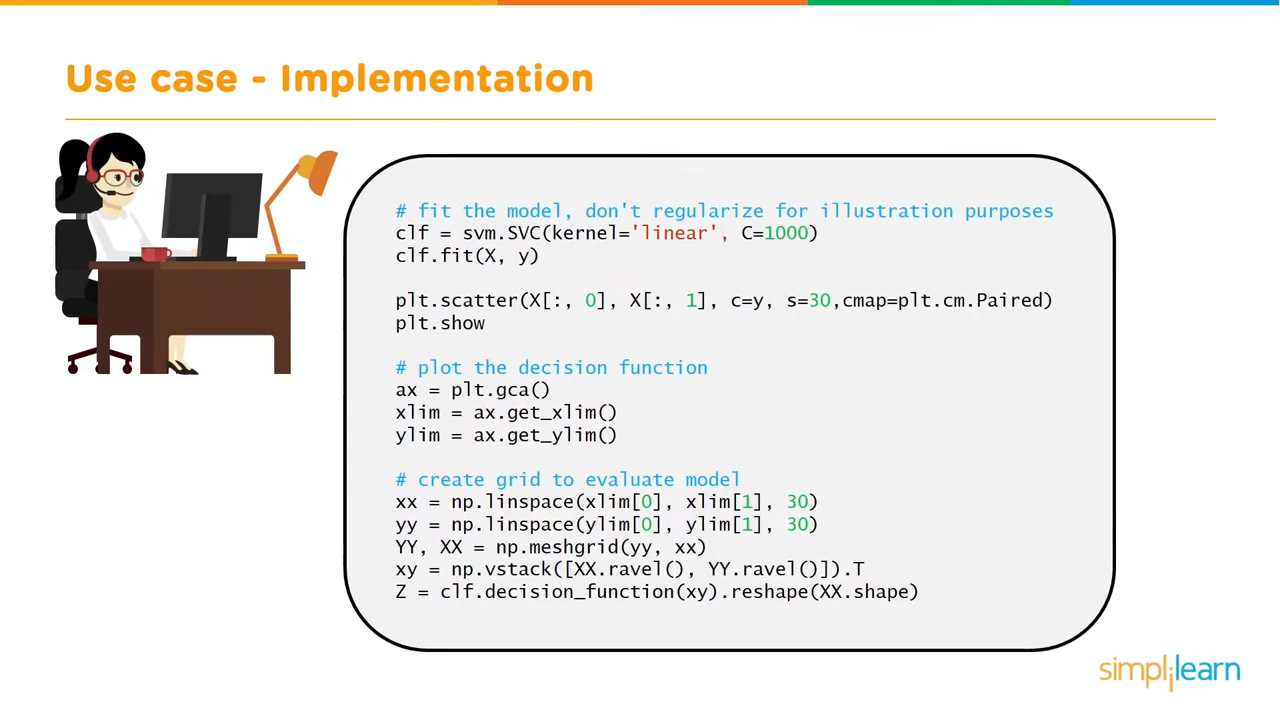 Use case - Implementation
# fit the model, don't regularize for illustration purposes
clf = svm.SVC(kernel='linear', C=1000)
clf.fit(X, y)
plt.scatter(X[:, 0], X[:, 1], c=y, s=30,cmap=plt.cm.Paired)
plt.show
# plot the decision function
ax = plt.gca()
xlim = ax.get_xlim()
ylim = ax.get_ylim()
# create grid to evaluate model
xx = np.linspace(xlim[0], xlim[1], 30)
yy = np.linspace(ylim[0], ylim[1], 30)
YY, XX = np.meshgrid(yy, xx)
xy = np.vstack([XX.ravel(), YY.ravel()]).T
Z = clf.decision_function(xy).reshape(XX.shape)
simplilearn